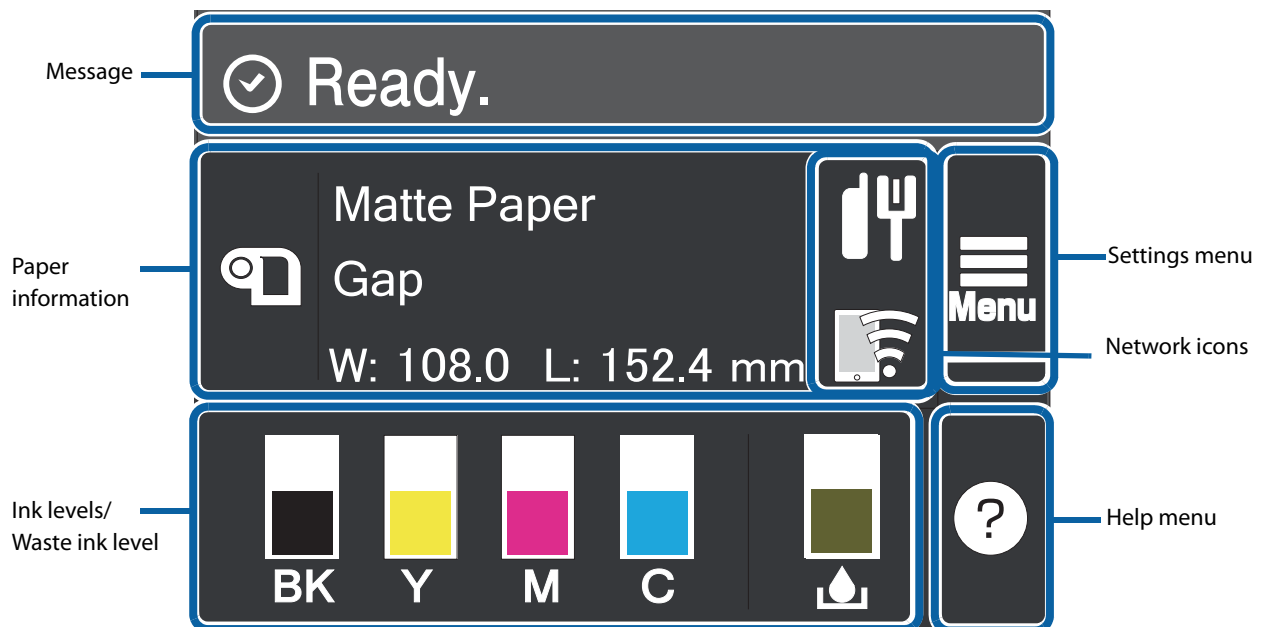 Message
Ready.
Paper
information
Matte Paper
Gap
W: 108.0 L: 152.4 mm
Menu
Settings menu
Network icons
Ink levels/
Waste ink level
BK Y M C
?
Help menu